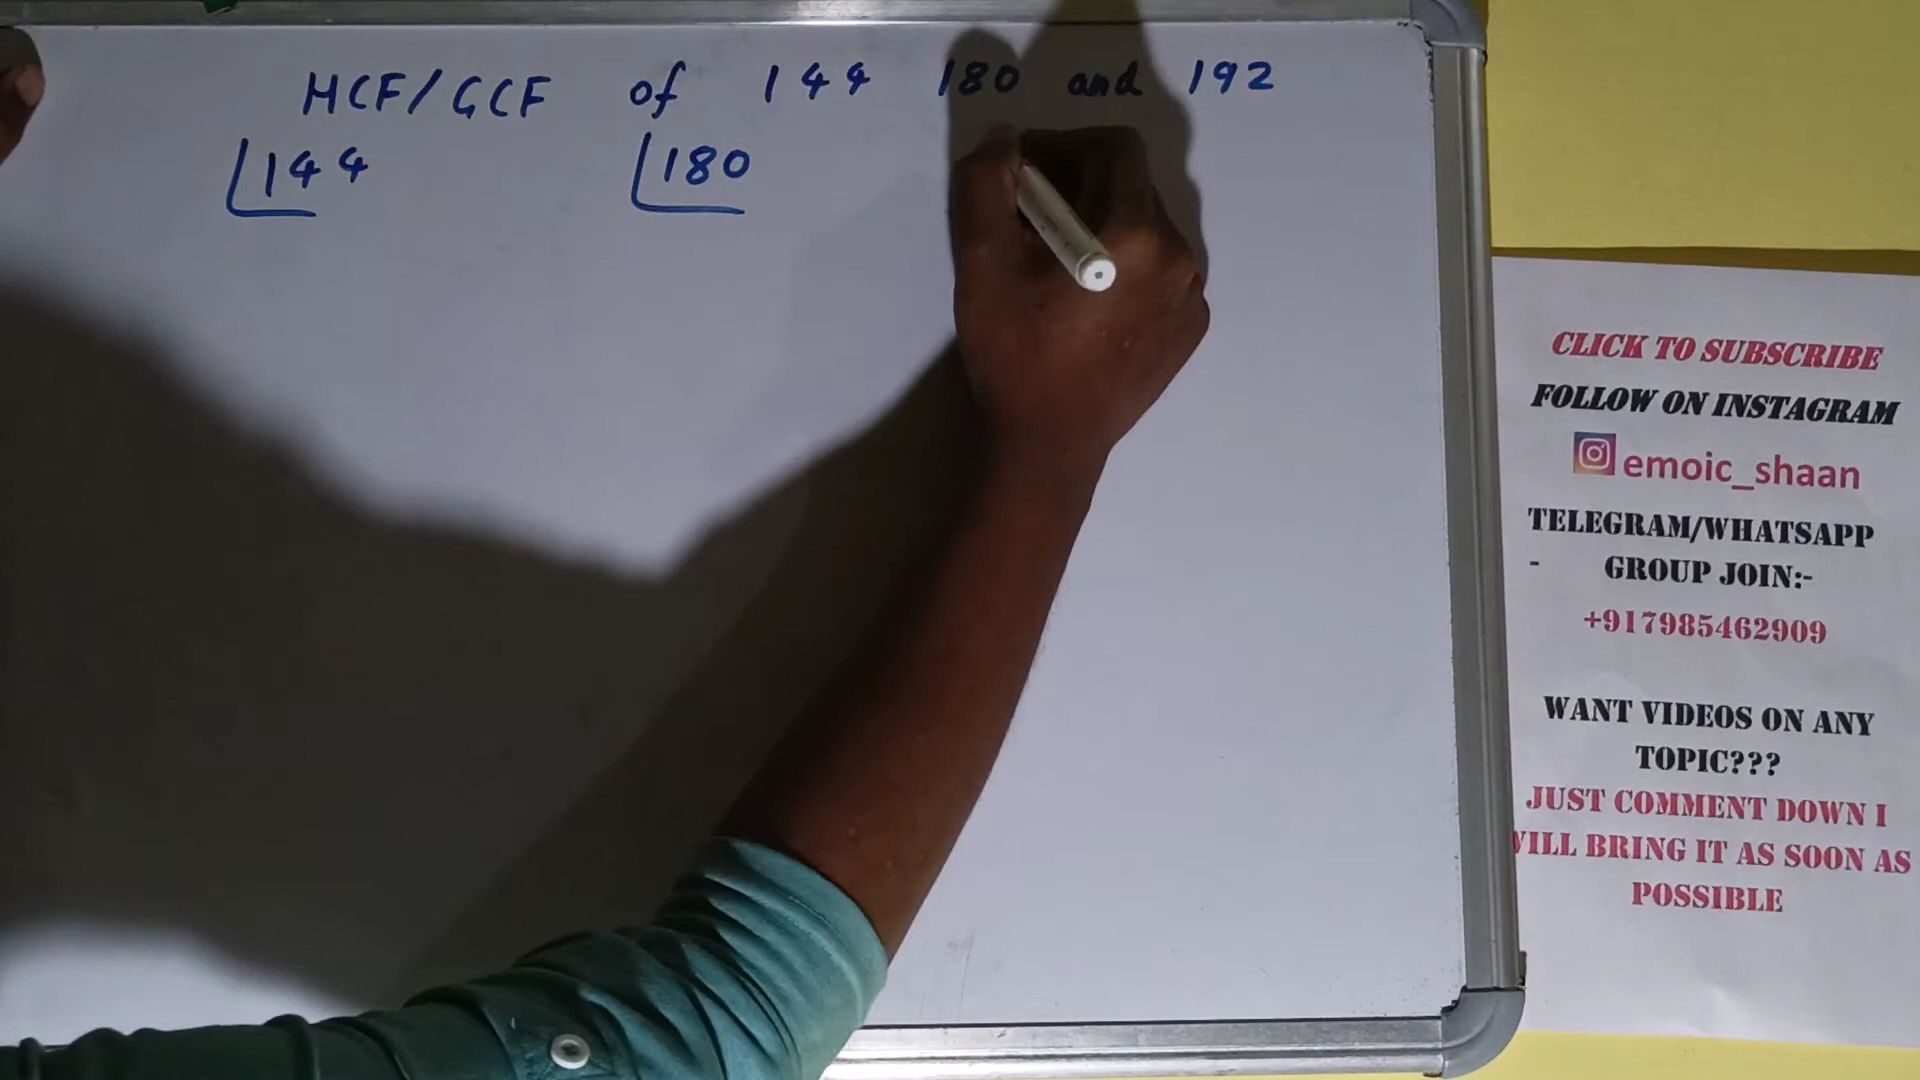 HCF/GCF of 144 180 and 192
144 180
CLICK TO SUBSCRIBE
FOLLOW ON INSTAGRAM
emoic_shaan
TELEGRAM/WHATSAPP
- GROUP JOIN:-
+917985462909
WANT VIDEOS ON ANY
TOPIC???
JUST COMMENT DOWN I
WILL BRING IT AS SOON AS
POSSIBLE